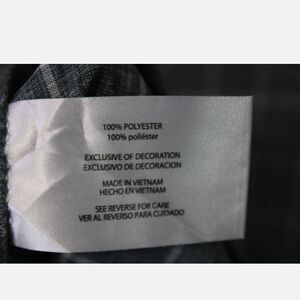 100% POLYESTER
100% poliéster
EXCLUSIVE OF DECORATION
EXCLUSIVO DE DECORACION
MADE IN VIETNAM
HECHO EN VIETNAM
SEE REVERSE FOR CARE
VER AL REVERSO PARA CUIDADO